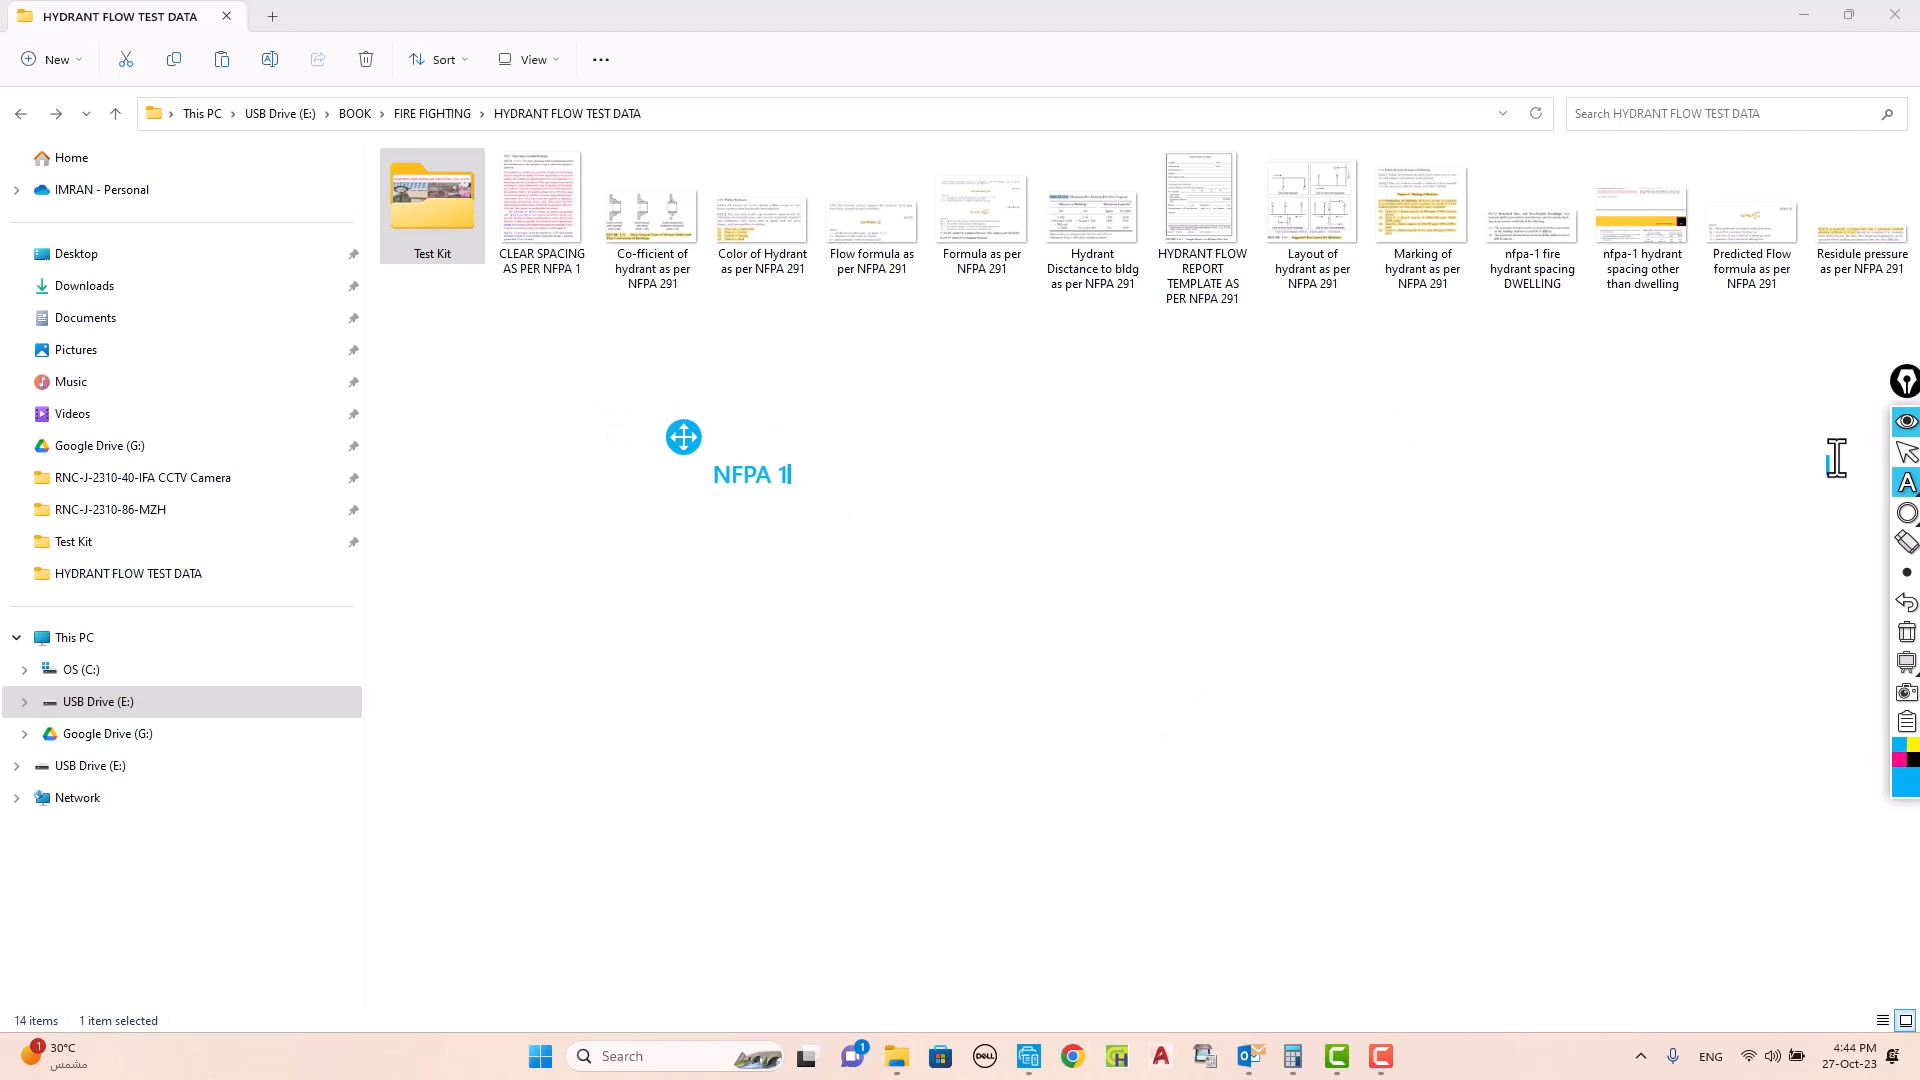 HYDRANT FLOW TEST DATA
New
Sort
View
This PC > USB Drive (E:) > BOOK > FIRE FIGHTING > HYDRANT FLOW TEST DATA
Search HYDRANT FLOW TEST DATA
Home
IMRAN - Personal
Desktop
Downloads
Documents
Pictures
Music
Videos
Google Drive (G:)
RNC-J-2310-40-IFA CCTV Camera
RNC-J-2310-86-MZH
Test Kit
HYDRANT FLOW TEST DATA
This PC
OS (C:)
USB Drive (E:)
Google Drive (G:)
USB Drive (E:)
Network
Test Kit
CLEAR SPACING
AS PER NFPA 1
Co-fficient of
hydrant as per
NFPA 291
Color of Hydrant
as per NFPA 291
Flow formula as
per NFPA 291
Formula as per
NFPA 291
Hydrant
Disctance to bldg
as per NFPA 291
HYDRANT FLOW
REPORT
TEMPLATE AS
PER NFPA 291
Layout of
hydrant as per
NFPA 291
Marking of
hydrant as per
NFPA 291
nfpa-1 fire
hydrant spacing
DWELLING
nfpa-1 hydrant
spacing other
than dwelling
Predicted Flow
formula as per
NFPA 291
Residule pressure
as per NFPA 291
NFPA 1
A
14 items
1 item selected
1
30°C
مشمس
Search
1
DELL
ENG
4:44 PM
27-Oct-23